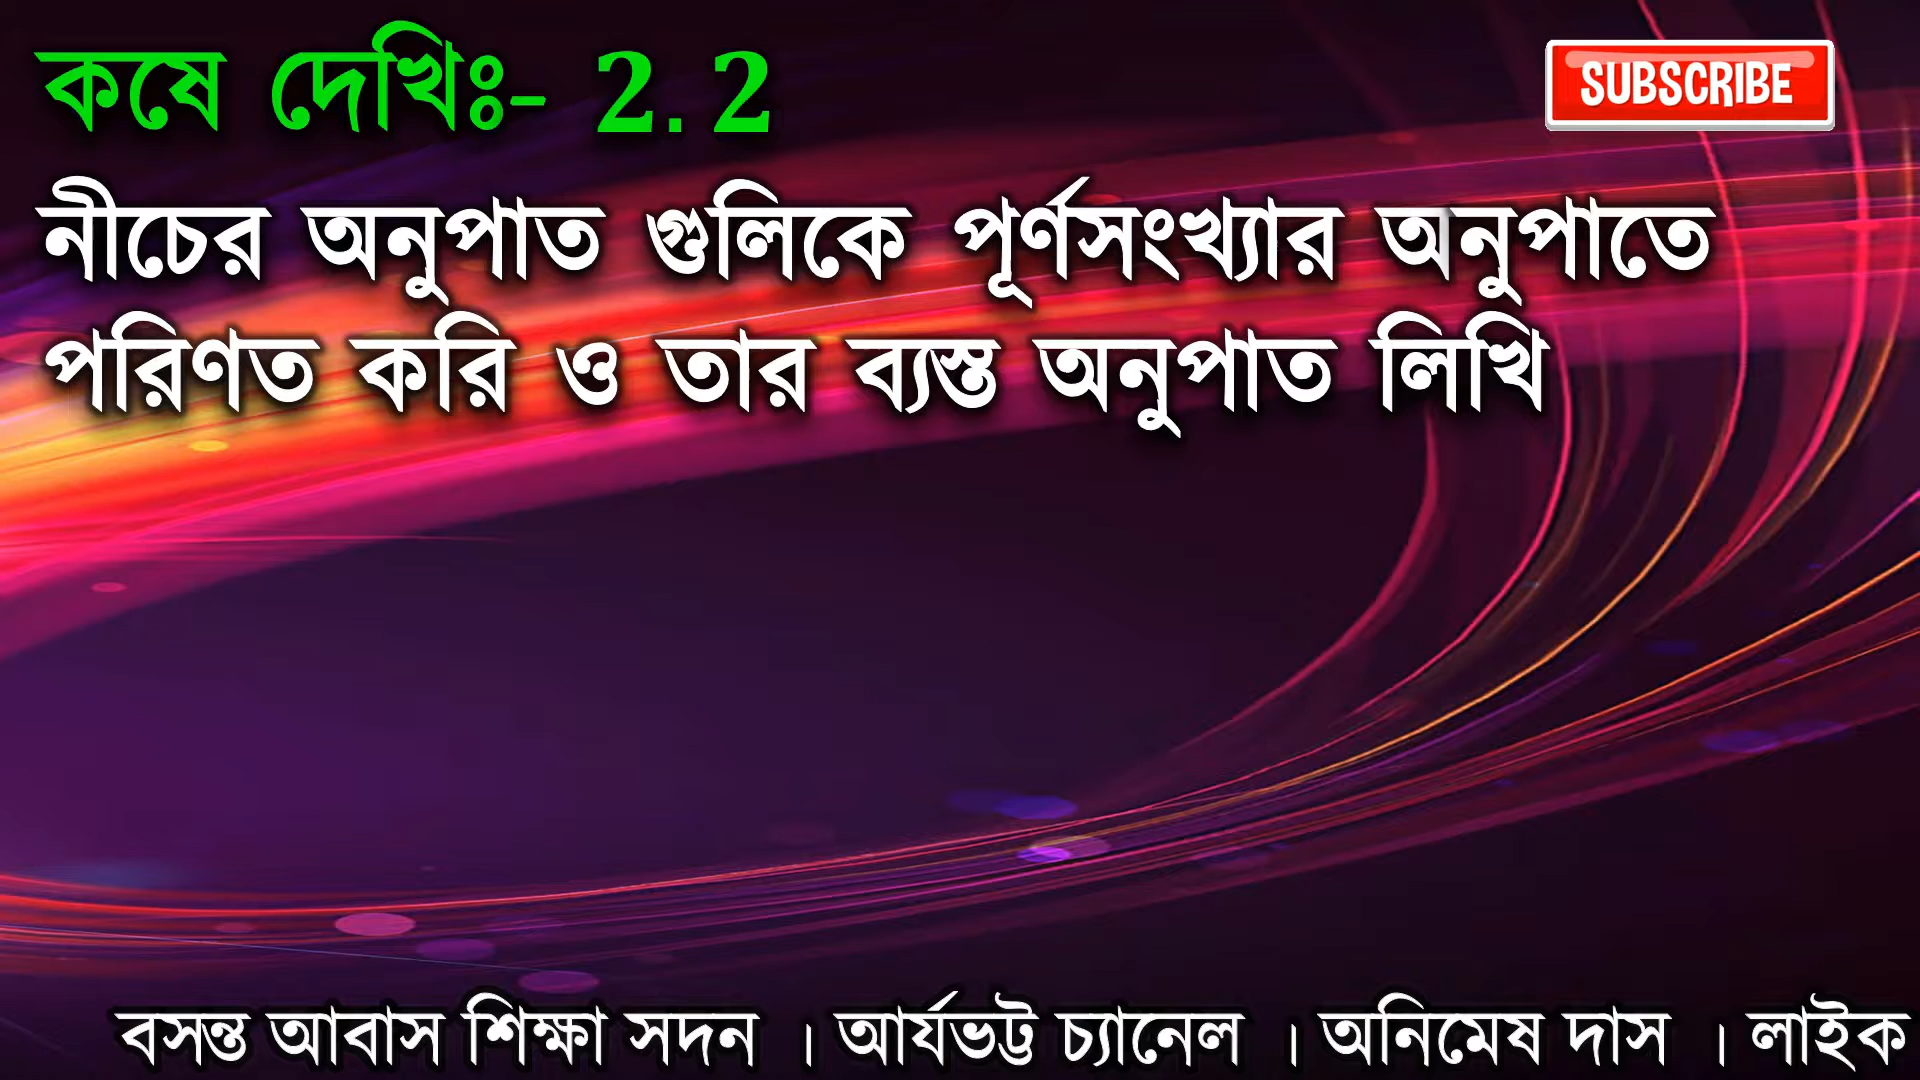 কষে দেখিঃ- 2.2
SUBSCRIBE
নীচের অনুপাত গুলিকে পূর্ণসংখ্যার অনুপাতে
পরিণত করি ও তার ব্যস্ত অনুপাত লিখি
বসন্ত আবাস শিক্ষা সদন । আর্যভট্ট চ্যানেল । অনিমেষ দাস । লাইক